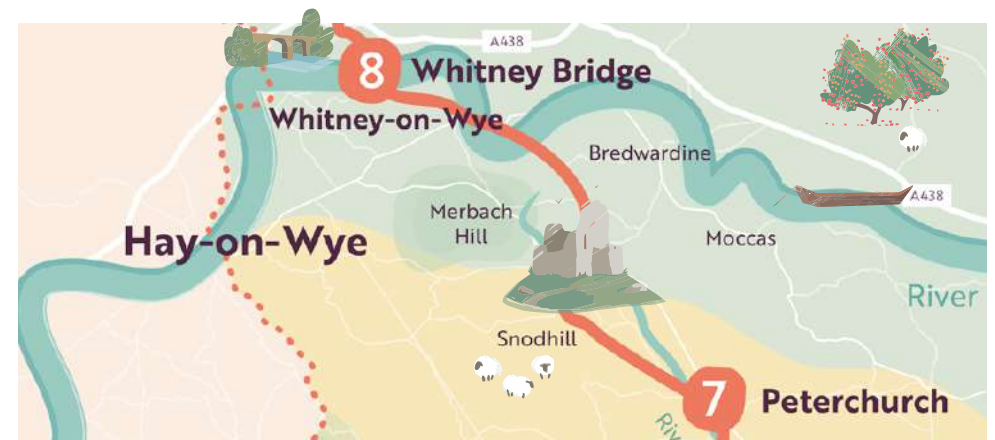 A438
8 Whitney Bridge
Whitney-on-Wye
Bredwardine
A438
Merbach
Hill
Hay-on-Wye
Moccas
River
Snodhill
7 Peterchurch
Riv